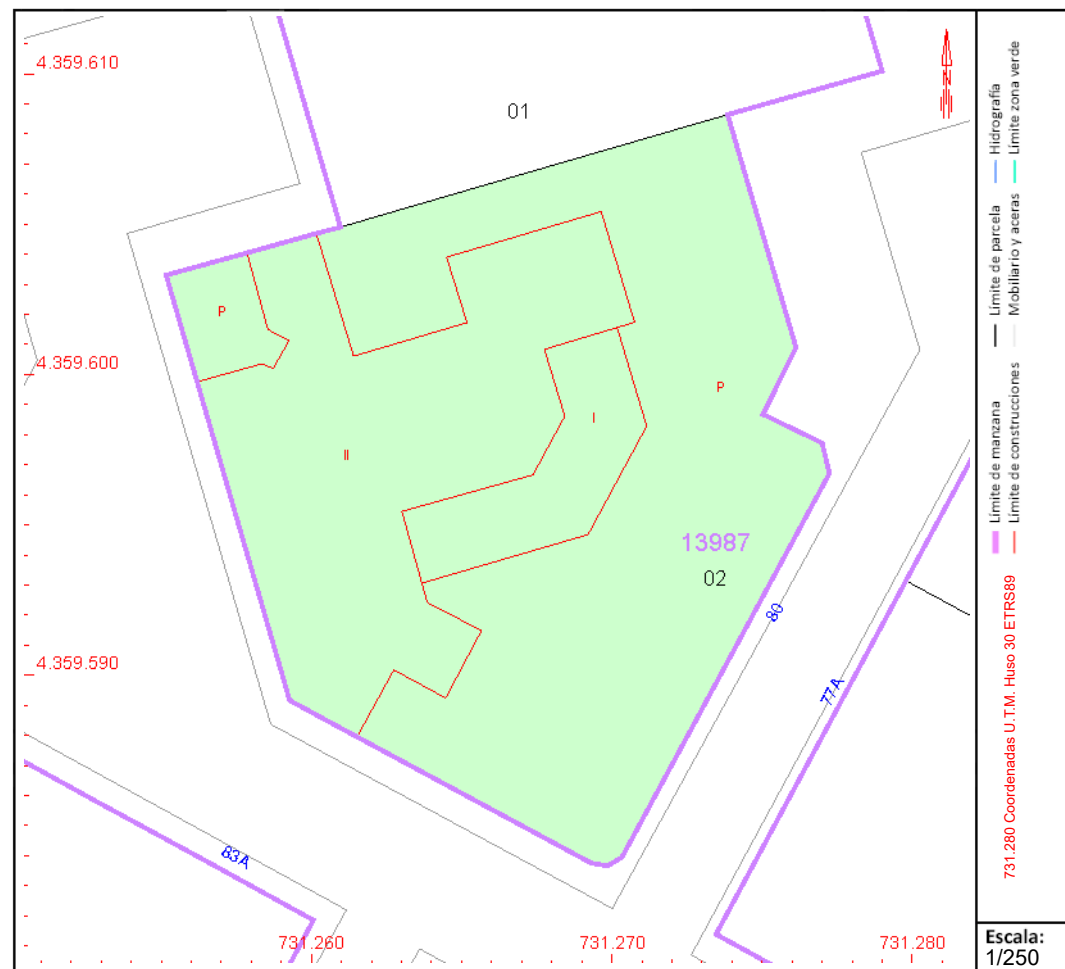 4.359.610
01
P
4.359.600
P
I
II
13987
02
80
4.359.590
77A
83A
731.260
731.270
731.280
N
Hidrografía
Límite zona verde
Límite de parcela
Mobiliario y aceras
Límite de manzana
Límite de construcciones
731.280 Coordenadas U.T.M. Huso 30 ETRS89
Escala:
1/250